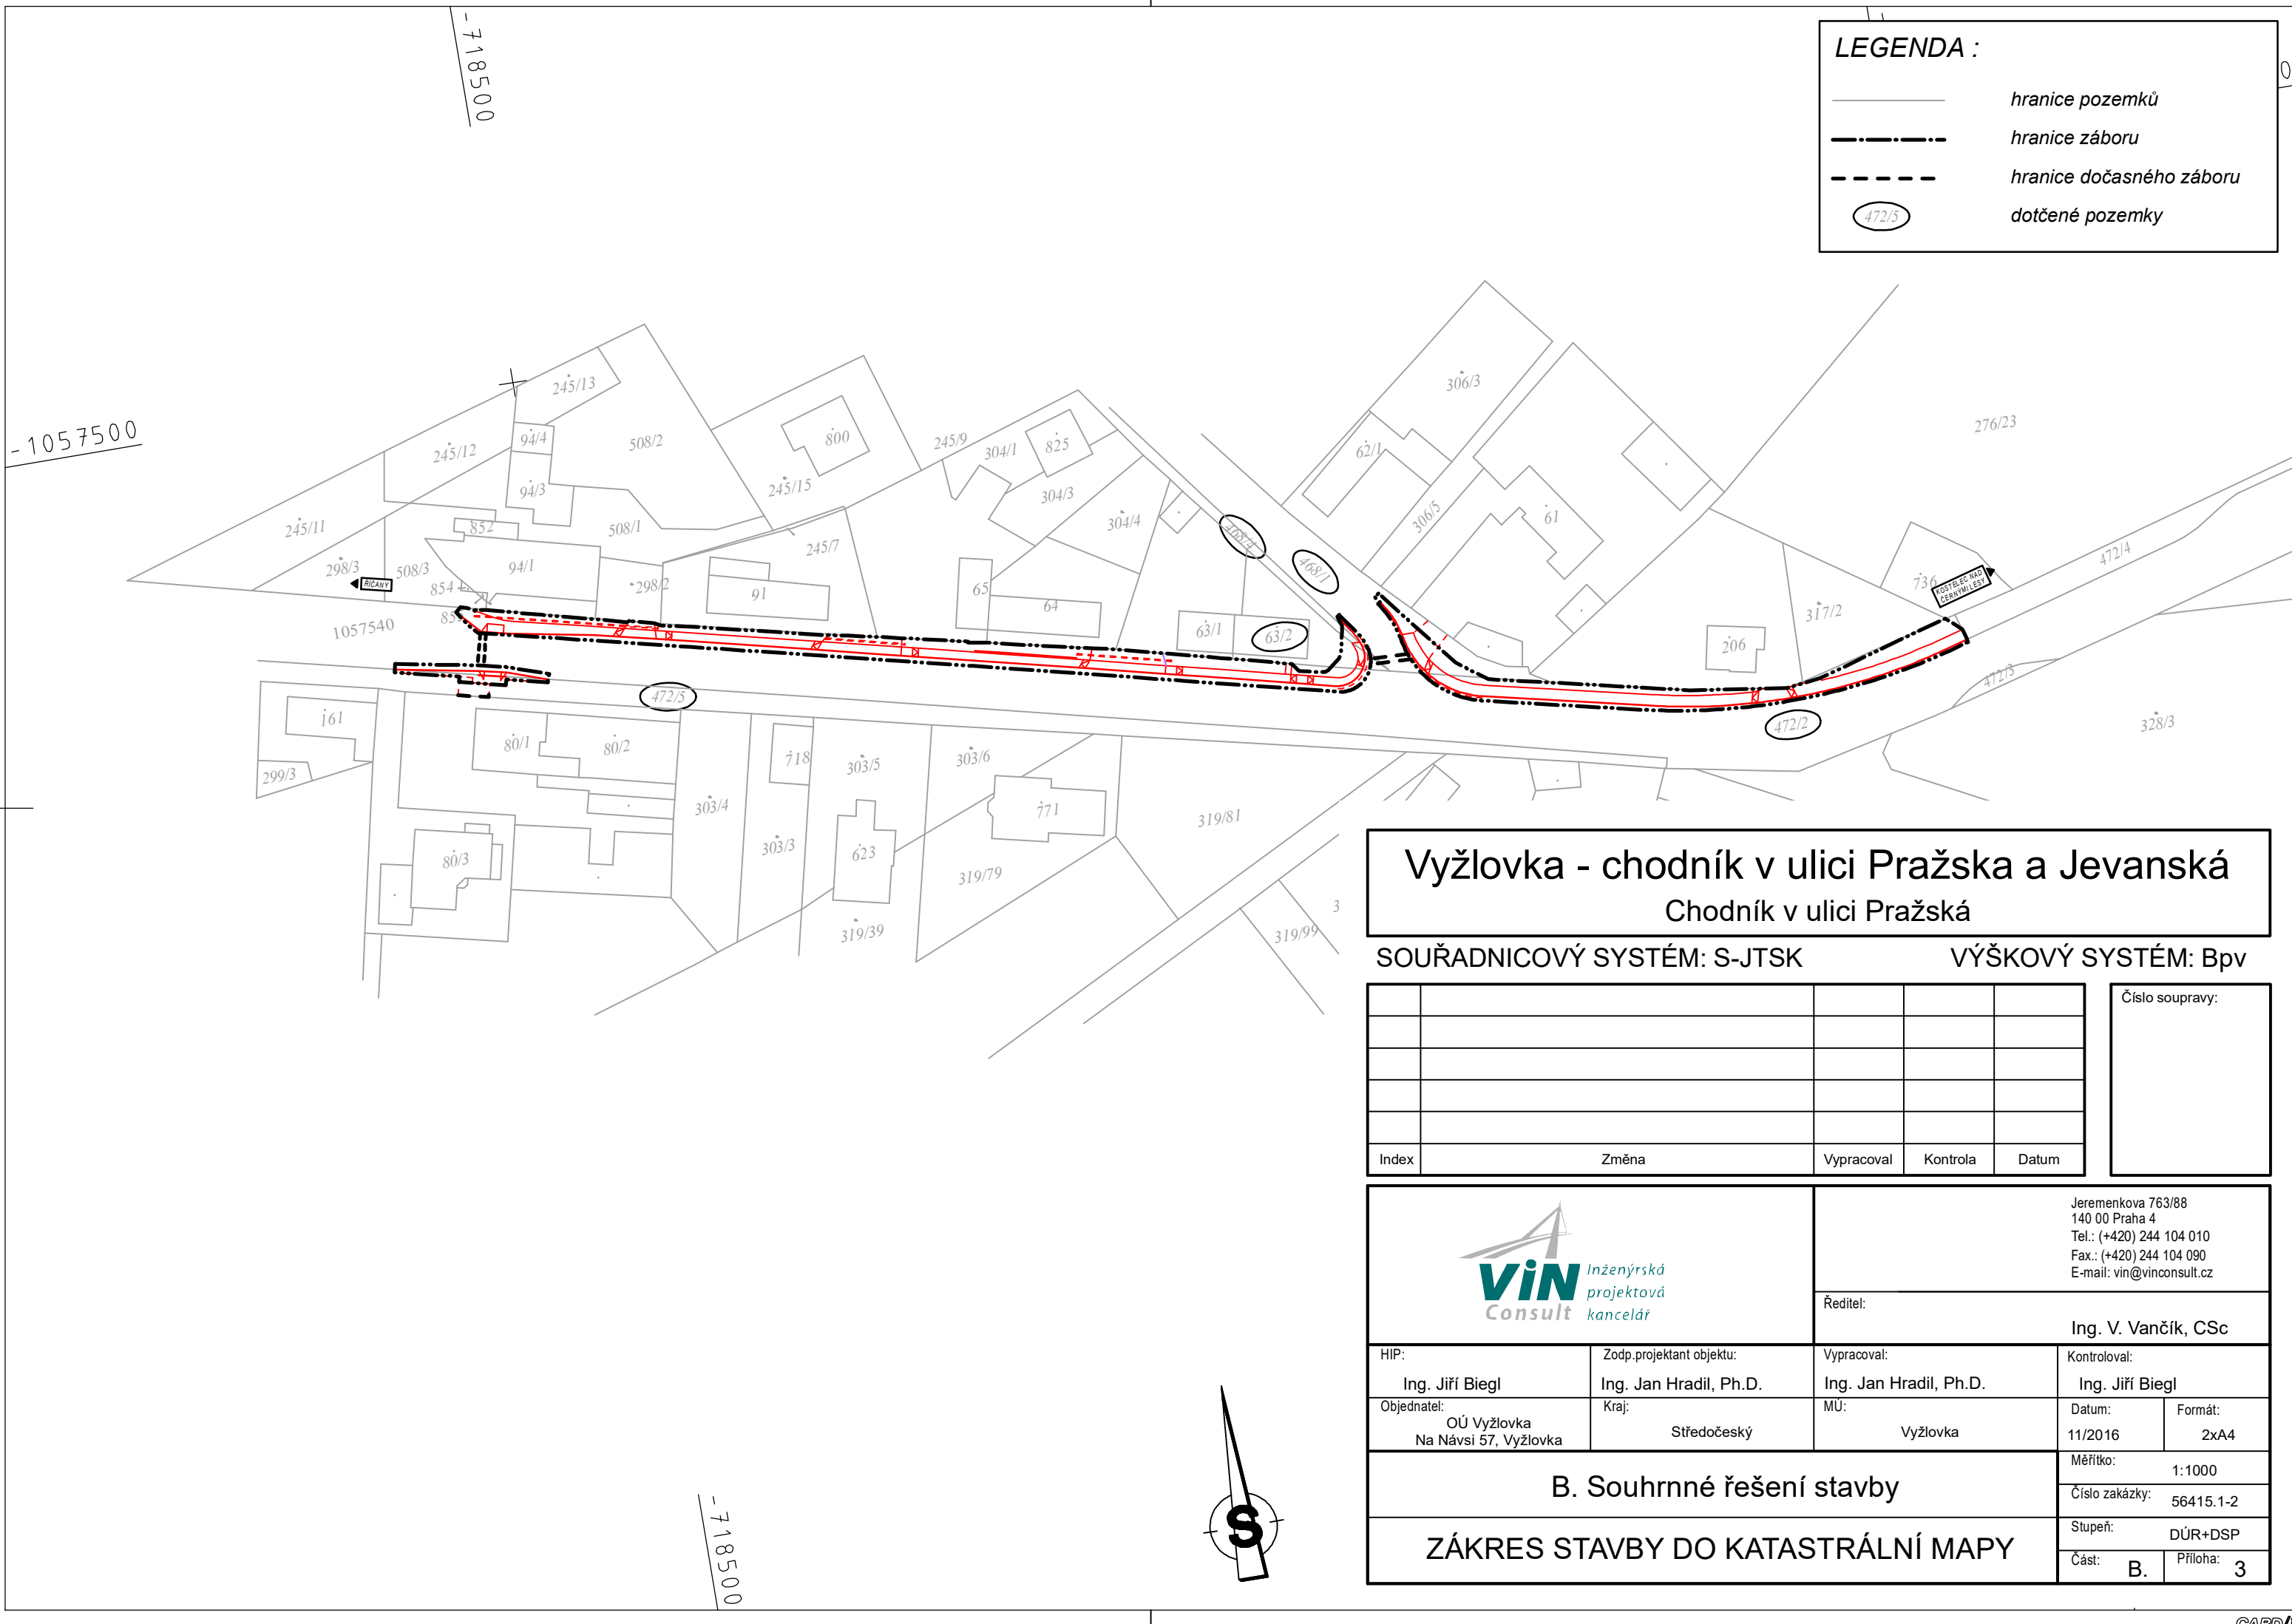 -718500
LEGENDA :
hranice pozemků
hranice záboru
hranice dočasného záboru
472/5
dotčené pozemky
-1057500
245/13
245/12
94/4
508/2
800
245/9
304/1
825
306/3
62/1
276/23
94/3
245/15
304/3
304/4
306/5
61
245/11
852
508/1
245/7
468/4
468/1
472/4
298/3
508/3
94/1
ŘÍČANY
854
298/2
91
65
64
736
KOSTELEC NAD
ČERNÝMI LESY
317/2
1057540
63/1
63/2
206
472/5
472/3
472/2
328/3
161
80/1
80/2
718
303/5
303/6
299/3
303/4
771
319/81
80/3
303/3
623
319/79
319/39
319/99
3
Vyžlovka - chodník v ulici Pražska a Jevanská
Chodník v ulici Pražská
SOUŘADNICOVÝ SYSTÉM: S-JTSK
VÝŠKOVÝ SYSTÉM: Bpv
Číslo soupravy:
Index
Změna
Vypracoval
Kontrola
Datum
ViN
Consult
Inženýrská
projektová
kancelář
Jeremenkova 763/88
140 00 Praha 4
Tel.: (+420) 244 104 010
Fax.: (+420) 244 104 090
E-mail: vin@vinconsult.cz
Ředitel:
Ing. V. Vančík, CSc
HIP:
Ing. Jiří Biegl
Zodp.projektant objektu:
Ing. Jan Hradil, Ph.D.
Vypracoval:
Ing. Jan Hradil, Ph.D.
Kontroloval:
Ing. Jiří Biegl
Objednatel:
OÚ Vyžlovka
Na Návsi 57, Vyžlovka
Kraj:
Středočeský
MÚ:
Vyžlovka
Datum:
11/2016
Formát:
2xA4
B. Souhrnné řešení stavby
Měřítko:
1:1000
Číslo zakázky:
56415.1-2
ZÁKRES STAVBY DO KATASTRÁLNÍ MAPY
Stupeň:
DÚR+DSP
Část:
B.
Příloha:
3
S
-718500